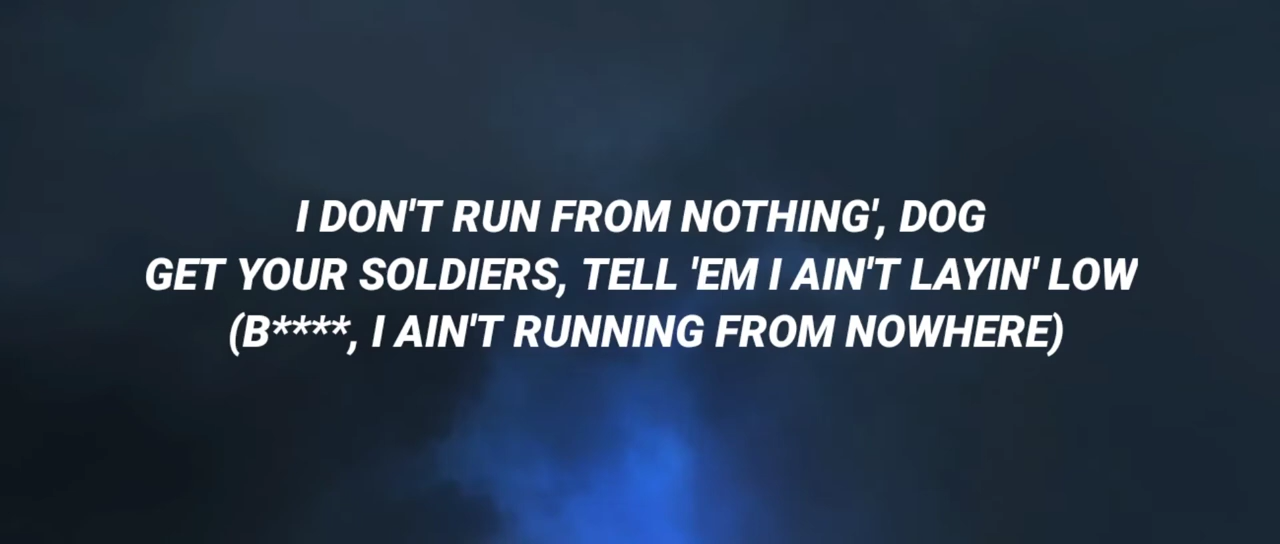 I DON'T RUN FROM NOTHING', DOG
GET YOUR SOLDIERS, TELL 'EM I AIN'T LAYIN' LOW
(B****, I AIN'T RUNNING FROM NOWHERE)